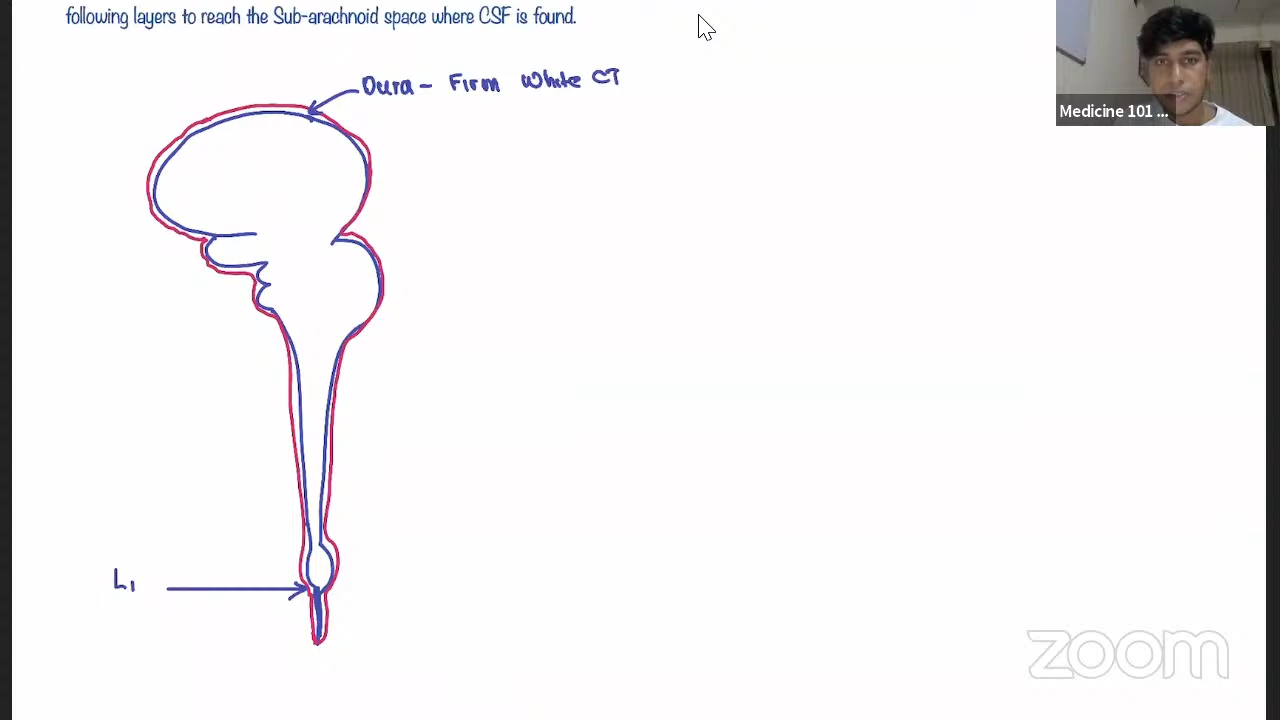 following layers to reach the Sub-arachnoid space where CSF is found.
Dura - Firm White CT
Medicine 101 ...
L1
zoom